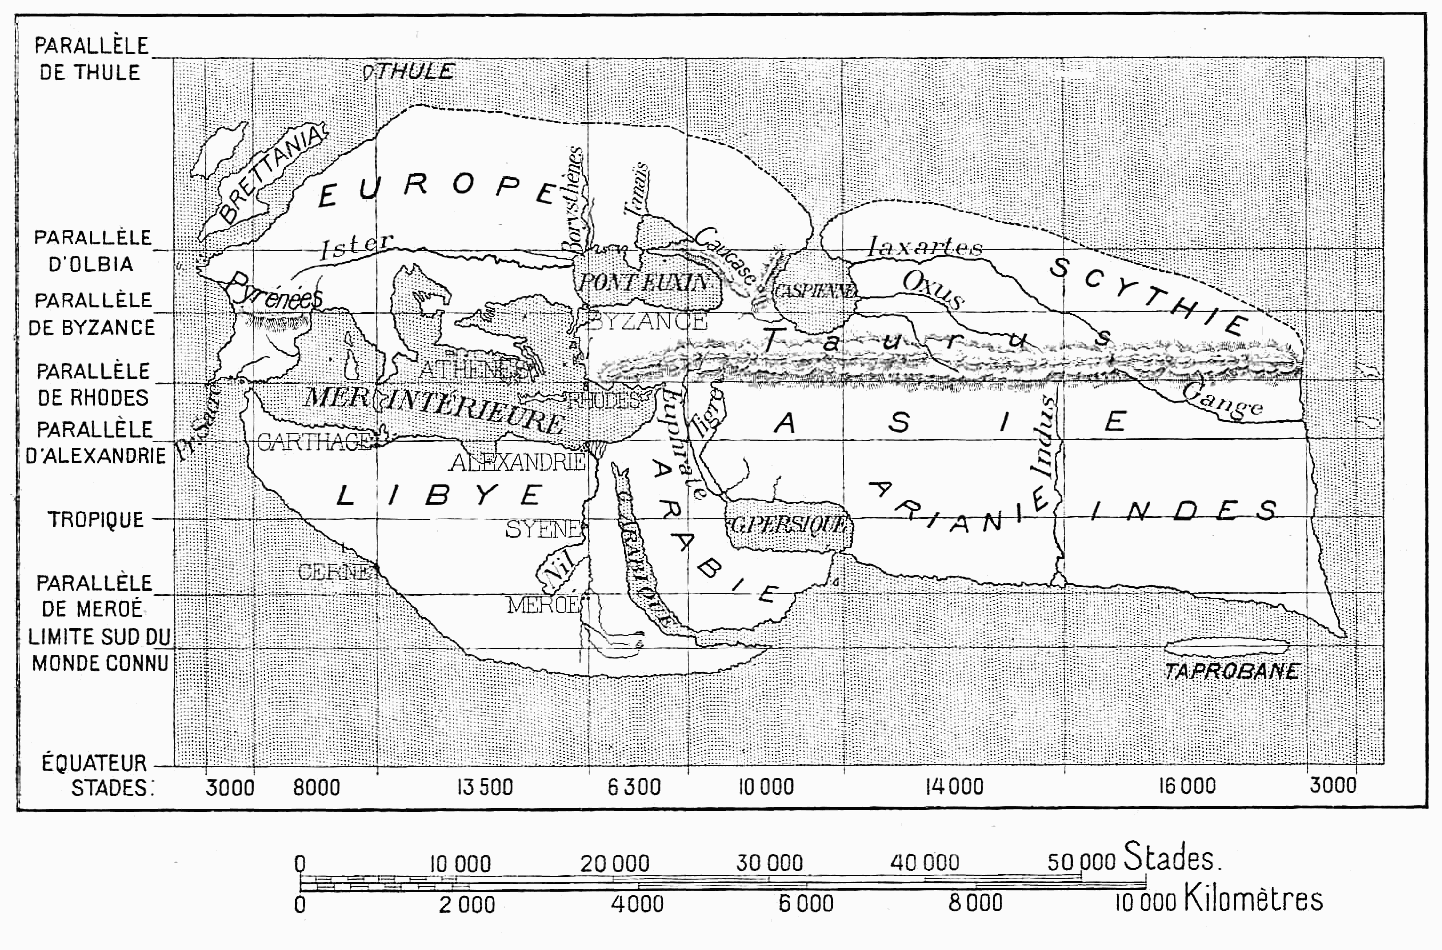 PARALLÈLE
DE THULE
THULE
BRETTANIA
EUROPE
Borysthènes
Tanaïs
PARALLÈLE
D'OLBIA
Ister
Caucase
Iaxartes
SCYTHIE
Pyrénées
PONT EUXIN
CASPIENNE
Oxus
PARALLÈLE
DE BYZANCE
BYZANCE
Taurus
PARALLÈLE
DE RHODES
ATHÈNES
Pr. Sacré
MER INTÉRIEURE
RHODES
Euphrate
Tigre
ASIE
Indus
Gange
PARALLÈLE
D'ALEXANDRIE
CARTHAGE
ALEXANDRIE
LIBYE
ARABIE
ARIANIE
INDES
TROPIQUE
SYENE
G. ARABIQUE
G. PERSIQUE
CERNE
Nil
PARALLÈLE
DE MEROÉ
MEROÉ
LIMITE SUD DU
MONDE CONNU
TAPROBANE
ÉQUATEUR
STADES: 3000 8000 13 500 6 300 10 000 14 000 16 000 3000
0 10 000 20 000 30 000 40 000 50 000 Stades.
0 2 000 4000 6 000 8 000 10 000 Kilomètres